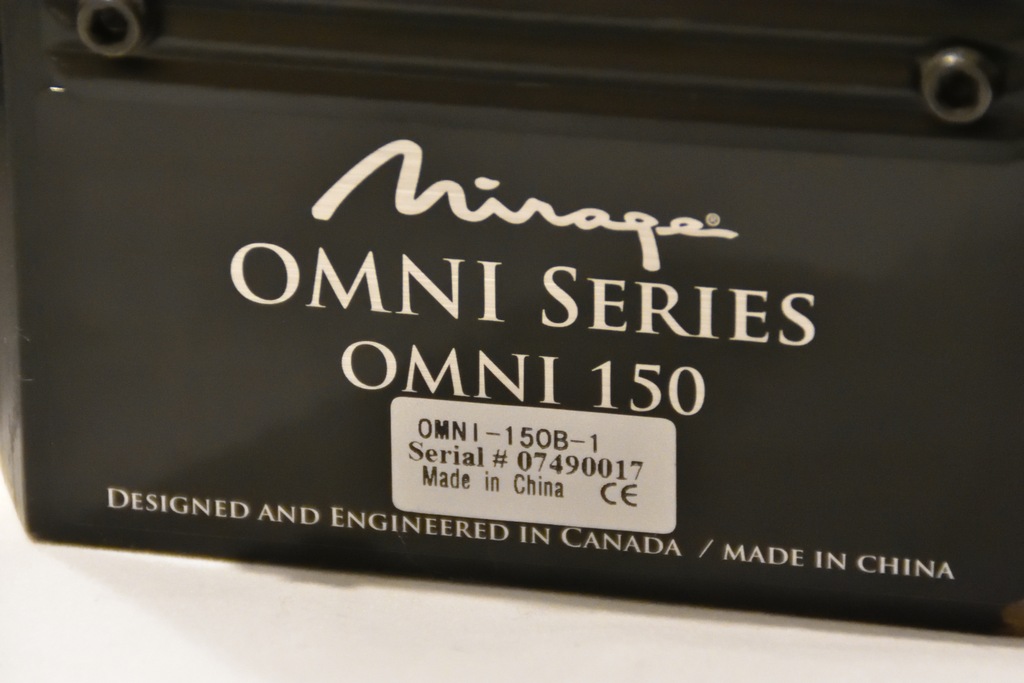 Mirage®
OMNI SERIES
OMNI 150
OMNI-150B-1
Serial # 07490017
Made in China CE
DESIGNED AND ENGINEERED IN CANADA / MADE IN CHINA